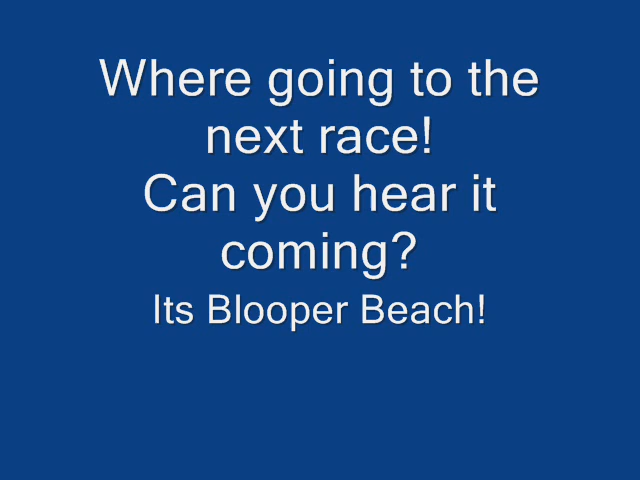 Where going to the
next race!
Can you hear it
coming?
Its Blooper Beach!